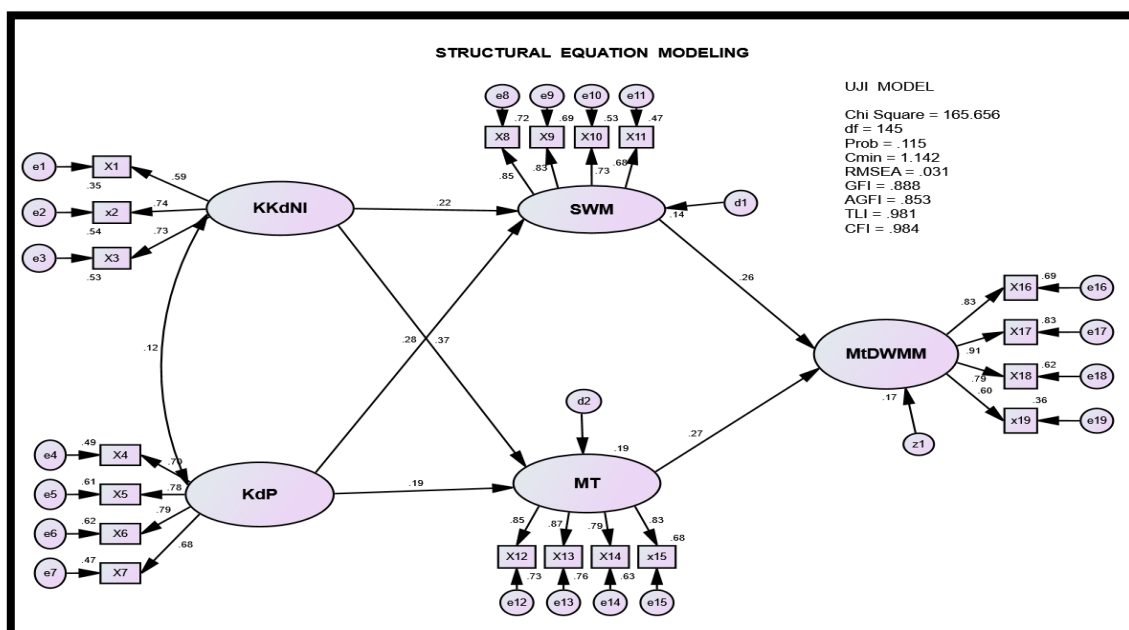 STRUCTURAL EQUATION MODELING
UJI MODEL
Chi Square = 165.656
df = 145
Prob = .115
Cmin = 1.142
RMSEA = .031
GFI = .888
AGFI = .853
TLI = .981
CFI = .984
e8 e9 e10 e11
.72 .69 .53 .47
X8 X9 X10 X11
.85 .83 .73 .68
e1 X1
.35
.59
e2 x2
.54
.74
e3 X3
.53
.73
KKdNI
.22
SWM
.14
d1
.12
.28
.37
.26
MtDWMM
.17
z1
.83
X16
.69
e16
.91
X17
.83
e17
.79
X18
.62
e18
.60
x19
.36
e19
e4
.49
X4
.70
e5
.61
X5
.78
e6
.62
X6
.79
e7
.47
X7
.68
KdP
.19
d2
.19
MT
.27
.85 .87 .79 .83
X12 X13 X14 x15
.73 .76 .63 .68
e12 e13 e14 e15